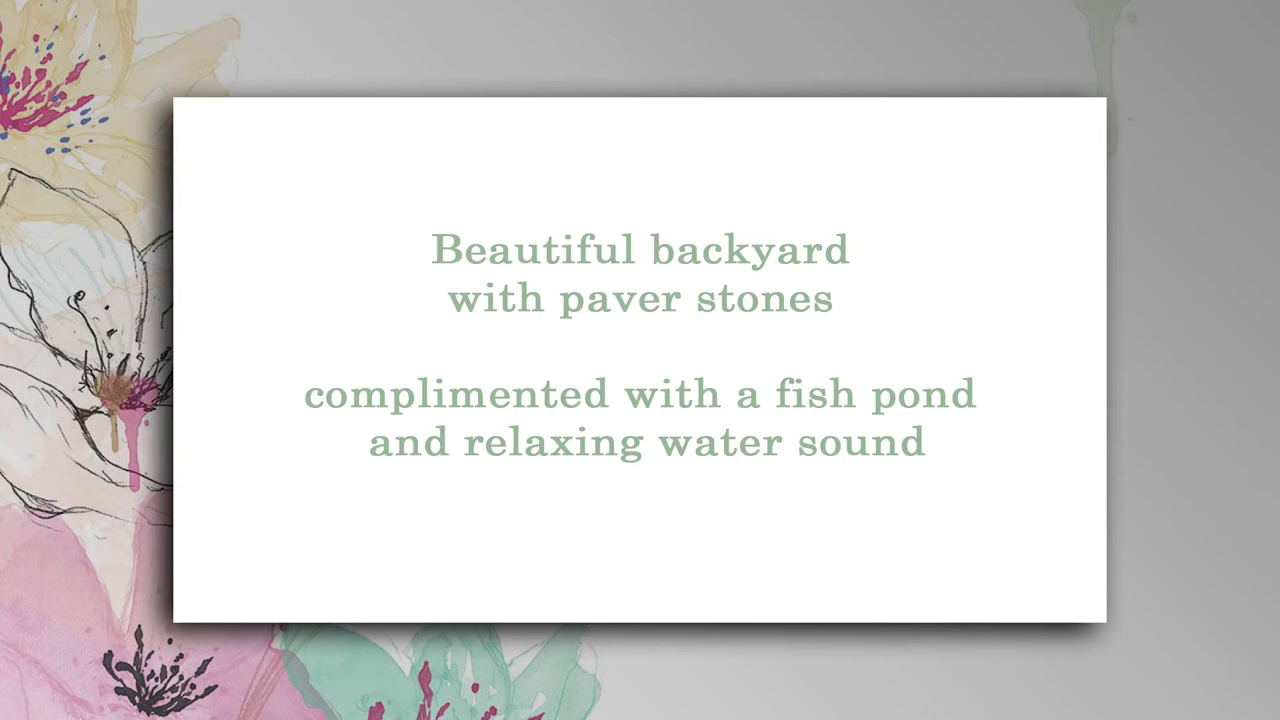 Beautiful backyard
with paver stones
complimented with a fish pond
and relaxing water sound